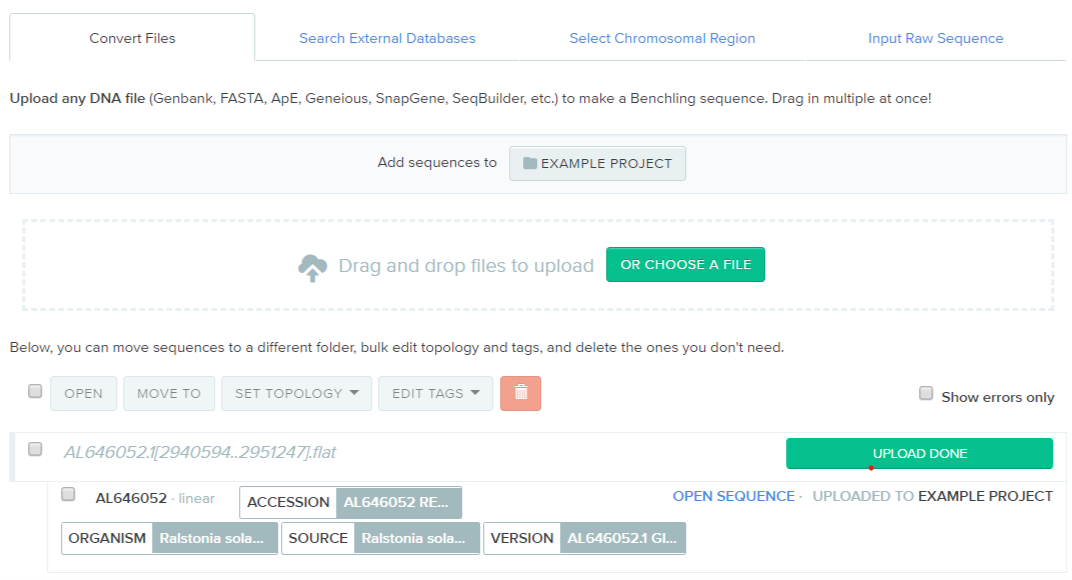 Convert Files Search External Databases Select Chromosomal Region Input Raw Sequence
Upload any DNA file (Genbank, FASTA, ApE, Geneious, SnapGene, SeqBuilder, etc.) to make a Benchling sequence. Drag in multiple at once!
Add sequences to EXAMPLE PROJECT
Drag and drop files to upload OR CHOOSE A FILE
Below, you can move sequences to a different folder, bulk edit topology and tags, and delete the ones you don't need.
OPEN MOVE TO SET TOPOLOGY EDIT TAGS Show errors only
AL646052.1[2940594..2951247].flat UPLOAD DONE
AL646052 · linear ACCESSION AL646052 RE... OPEN SEQUENCE · UPLOADED TO EXAMPLE PROJECT
ORGANISM Ralstonia sola... SOURCE Ralstonia sola... VERSION AL646052.1 GI...